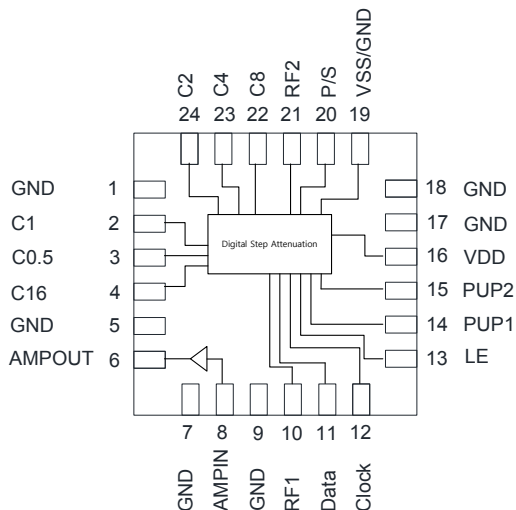 C2 C4 C8 RF2 P/S VSS/GND
24 23 22 21 20 19
GND 1
C1 2
C0.5 3
C16 4
GND 5
AMPOUT 6
Digital Step Attenuation
18 GND
17 GND
16 VDD
15 PUP2
14 PUP1
13 LE
7 8 9 10 11 12
GND AMPIN GND RF1 Data Clock